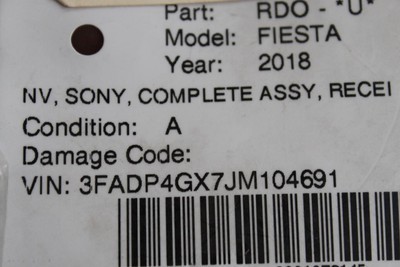 Part: RDO - "U"
Model: FIESTA
Year: 2018
NV, SONY, COMPLETE ASSY, RECEI
Condition: A
Damage Code:
VIN: 3FADP4GX7JM104691